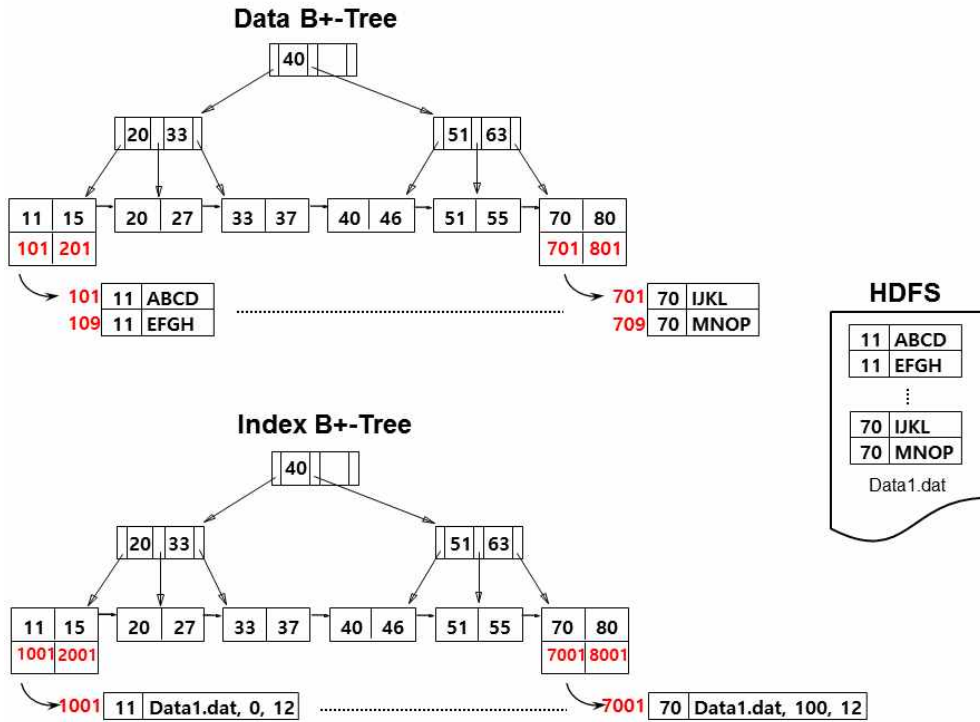 Data B+-Tree
40
20 33
51 63
11 15
20 27
33 37
40 46
51 55
70 80
101 201
701 801
101 11 ABCD
109 11 EFGH
701 70 IJKL
709 70 MNOP
HDFS
11 ABCD
11 EFGH
70 IJKL
70 MNOP
Data1.dat
Index B+-Tree
40
20 33
51 63
11 15
20 27
33 37
40 46
51 55
70 80
1001 2001
7001 8001
1001 11 Data1.dat, 0, 12
7001 70 Data1.dat, 100, 12